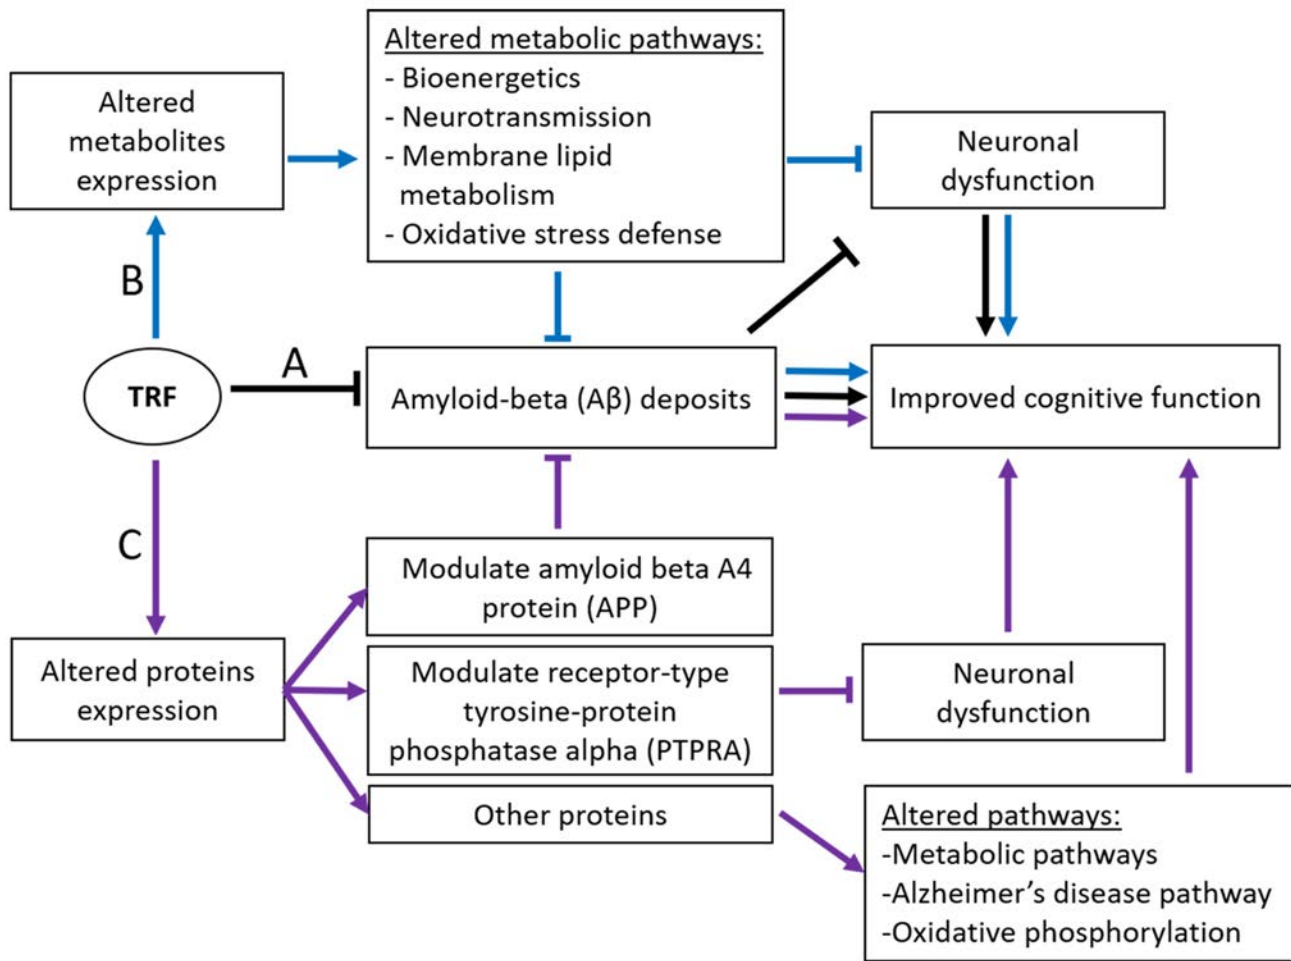 Altered
metabolites
expression
Altered metabolic pathways:
- Bioenergetics
- Neurotransmission
- Membrane lipid
metabolism
- Oxidative stress defense
Neuronal
dysfunction
B
TRF
A
Amyloid-beta (Aβ) deposits
Improved cognitive function
C
Altered proteins
expression
Modulate amyloid beta A4
protein (APP)
Modulate receptor-type
tyrosine-protein
phosphatase alpha (PTPRA)
Other proteins
Neuronal
dysfunction
Altered pathways:
-Metabolic pathways
-Alzheimer’s disease pathway
-Oxidative phosphorylation